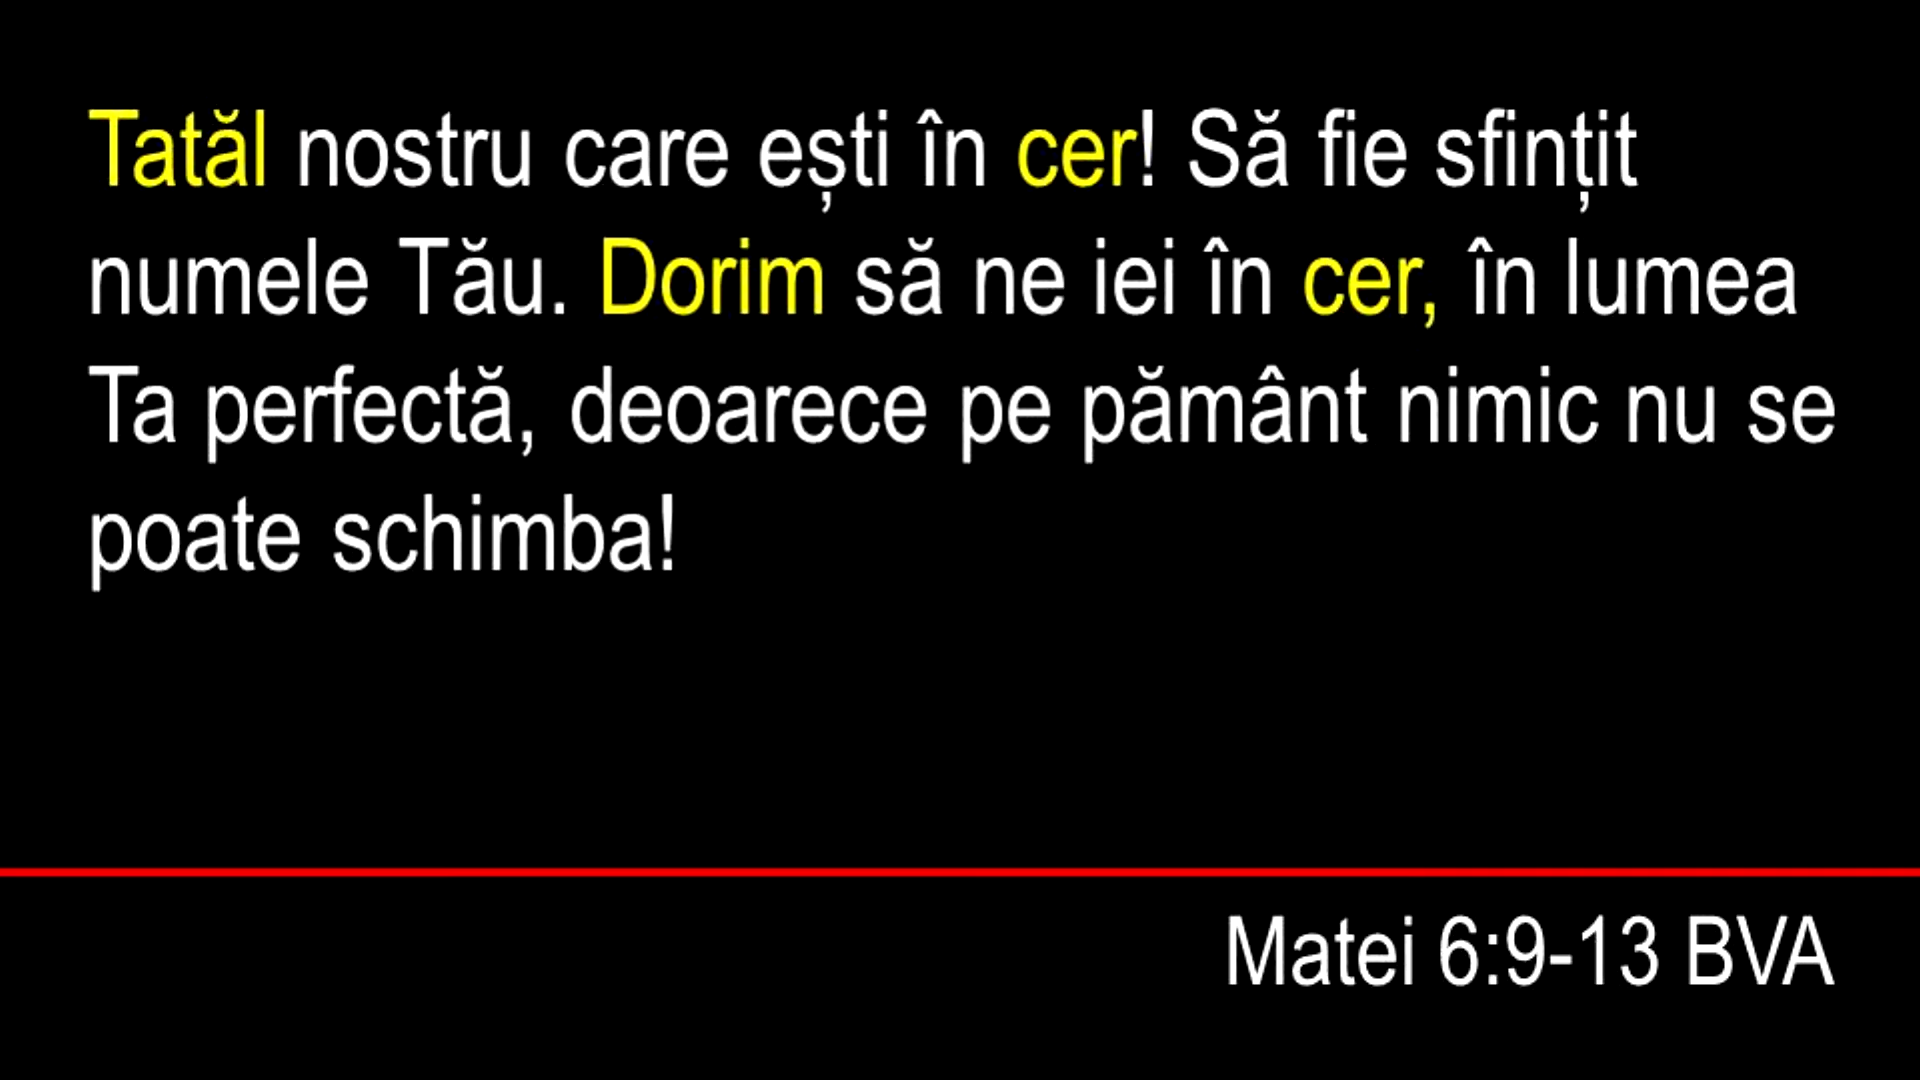 Tatăl nostru care ești în cer! Să fie sfințit
numele Tău. Dorim să ne iei în cer, în lumea
Ta perfectă, deoarece pe pământ nimic nu se
poate schimba!
Matei 6:9-13 BVA